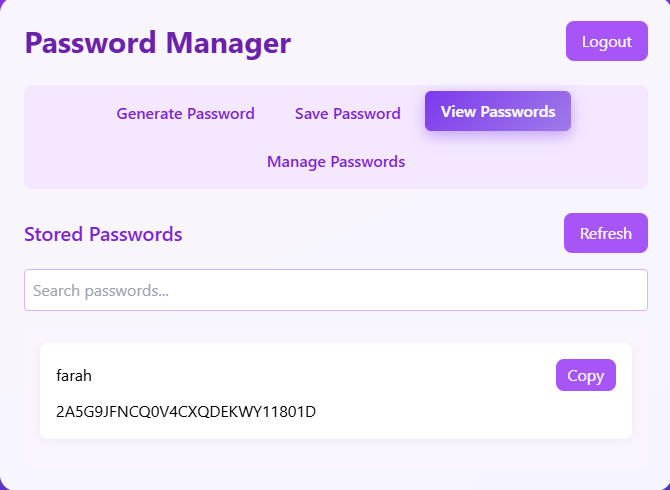 Password Manager
Logout
Generate Password
Save Password
View Passwords
Manage Passwords
Stored Passwords
Refresh
Search passwords...
farah
Copy
2A5G9JFNCQ0V4CXQDEKWY11801D